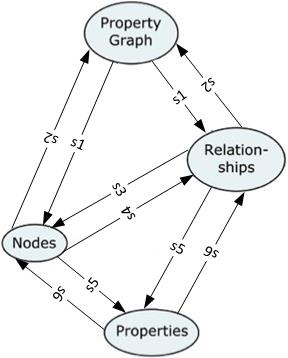 Property
Graph
s1
s2
s2
s1
Relation-
ships
s3
s4
Nodes
s5
s6
s5
s6
Properties